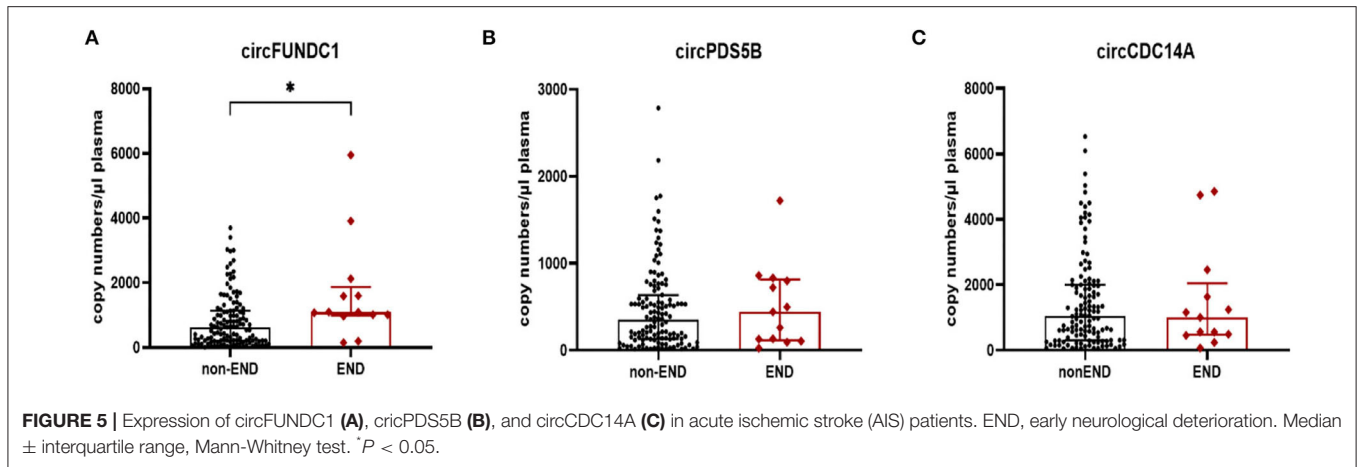 A
circFUNDC1
copy numbers/µl plasma
8000
6000
4000
2000
0
*
non-END
END
B
circPDS5B
copy numbers/µl plasma
3000
2000
1000
0
non-END
END
C
circCDC14A
copy numbers/µl plasma
8000
6000
4000
2000
0
nonEND
END
FIGURE 5 | Expression of circFUNDC1 (A), cricPDS5B (B), and circCDC14A (C) in acute ischemic stroke (AIS) patients. END, early neurological deterioration. Median
± interquartile range, Mann-Whitney test. *P < 0.05.